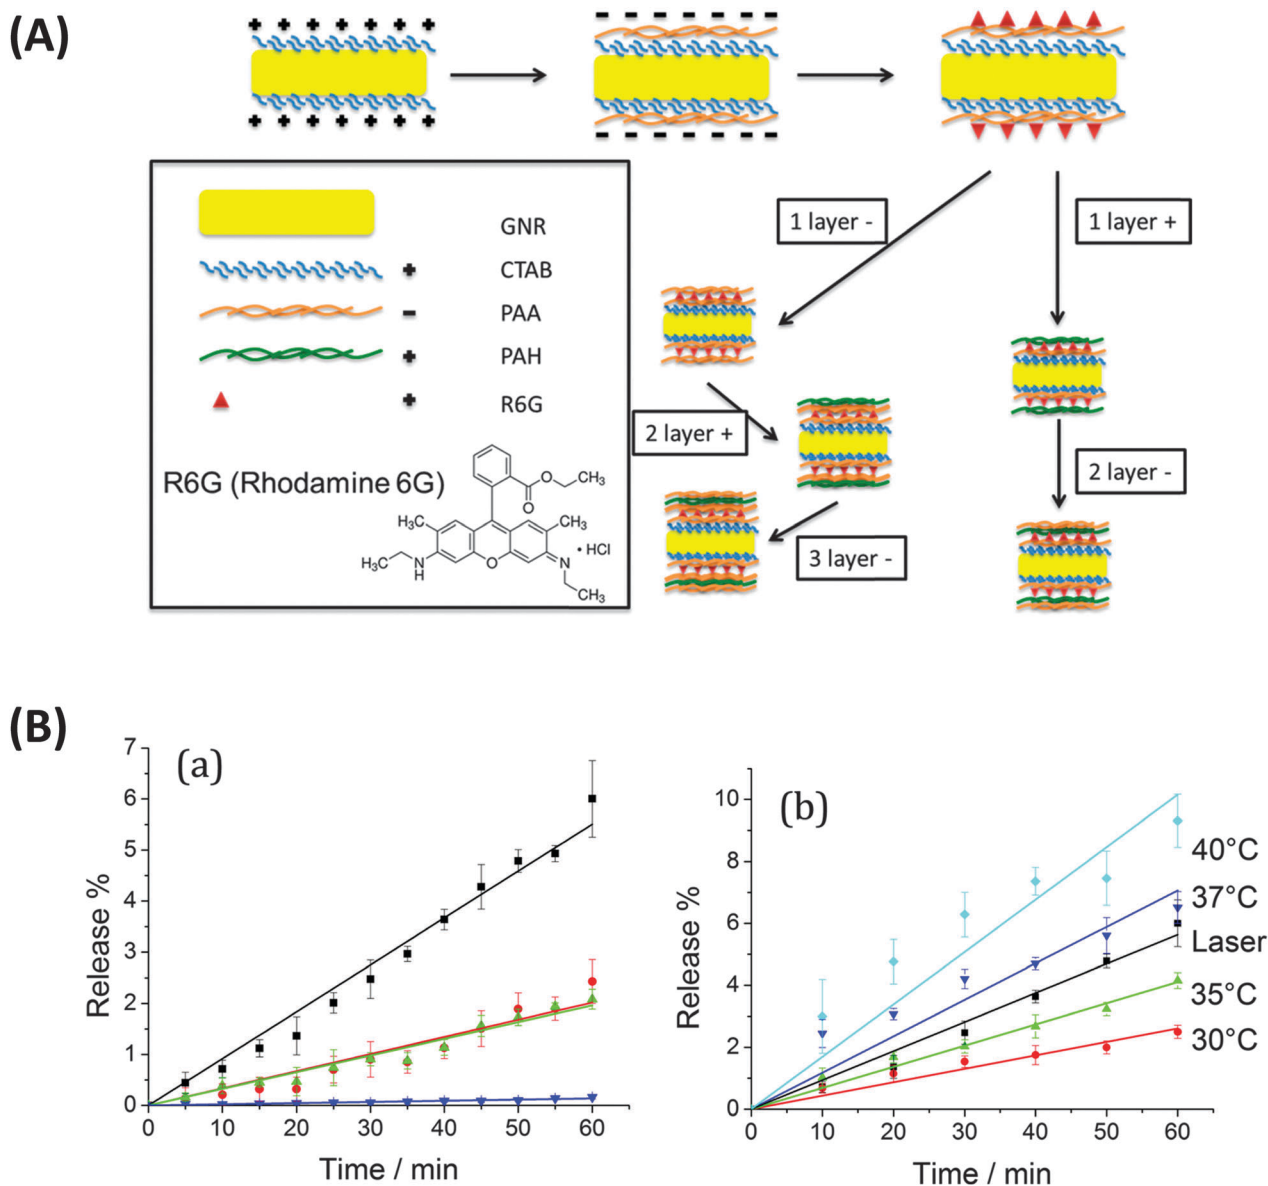 (A)
+ + + + + + +
- - - - - - -
+ + + + + + +
- - - - - - -
GNR
+ CTAB
- PAA
+ PAH
+ R6G
R6G (Rhodamine 6G)
O CH₃
O
H₃C CH₃
• HCl
H₃C N O N
H
CH₃
1 layer -
1 layer +
2 layer +
2 layer -
3 layer -
(B)
(a)
7
6
5
4
3
2
1
0
Release %
0 10 20 30 40 50 60
Time / min
(b)
10
8
6
4
2
0
Release %
0 10 20 30 40 50 60
Time / min
40°C
37°C
Laser
35°C
30°C